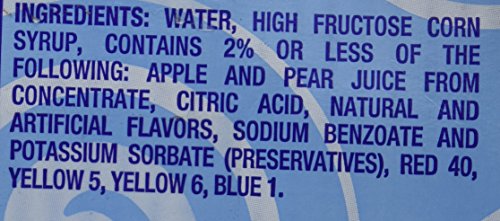 INGREDIENTS: WATER, HIGH FRUCTOSE CORN
SYRUP, CONTAINS 2% OR LESS OF THE
FOLLOWING: APPLE AND PEAR JUICE FROM
CONCENTRATE, CITRIC ACID, NATURAL AND
ARTIFICIAL FLAVORS, SODIUM BENZOATE AND
POTASSIUM SORBATE (PRESERVATIVES), RED 40,
YELLOW 5, YELLOW 6, BLUE 1.